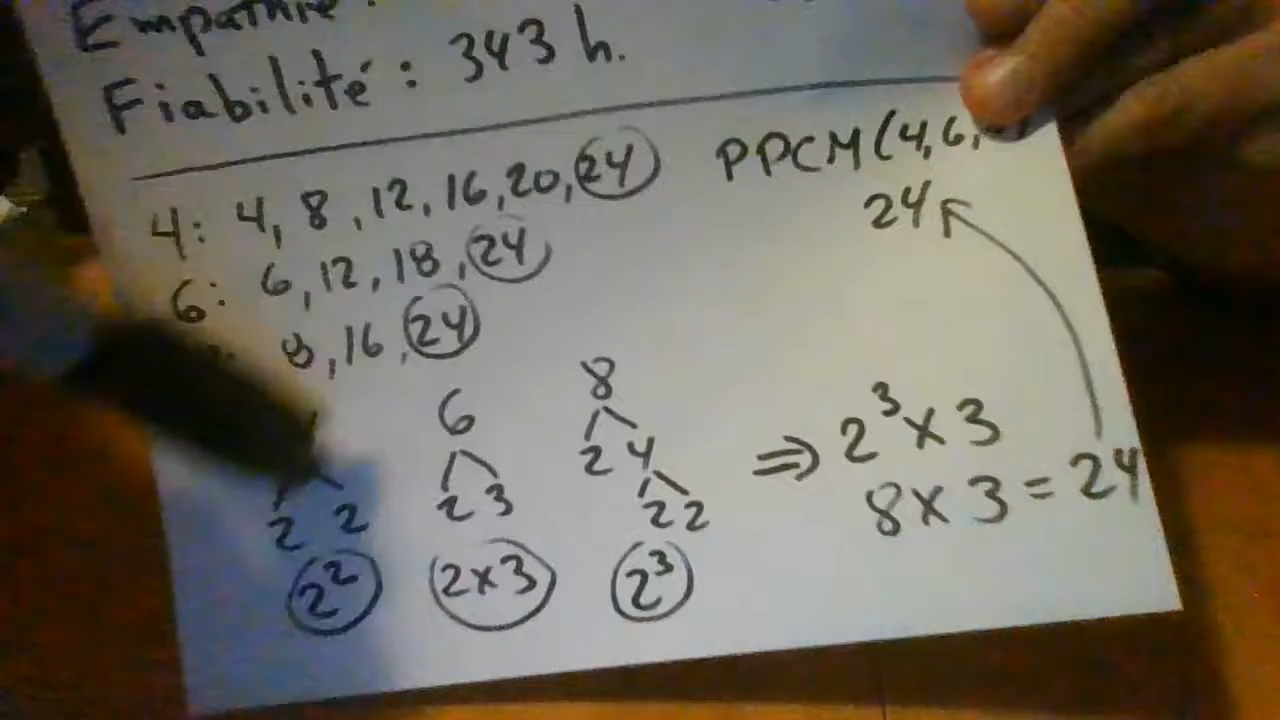 Empathie :
Fiabilité : 343 h.
4: 4, 8, 12, 16, 20, 24
PPCM(4,6,
24
6: 6, 12, 18, 24
8, 16, 24
6
2 3
2x3
8
2 4
2 2
2³
2 2
2²
⇒ 2³ x 3
8 x 3 = 24